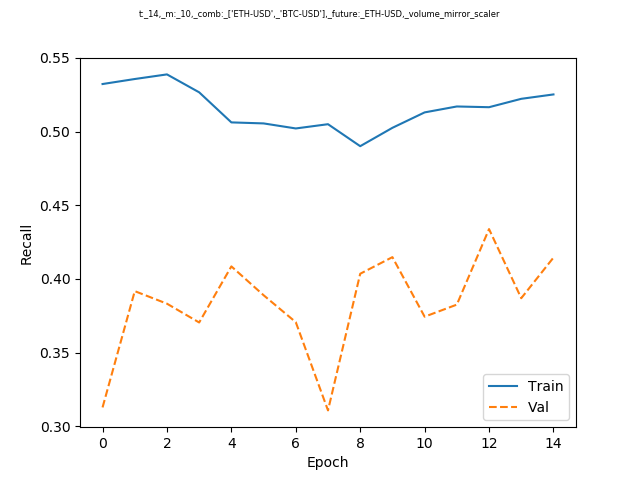 t:_14,_m:_10,_comb:_['ETH-USD',_'BTC-USD'],_future:_ETH-USD,_volume_mirror_scaler
0.55
0.50
0.45
0.40
0.35
0.30
Recall
0 2 4 6 8 10 12 14
Epoch
Train
Val